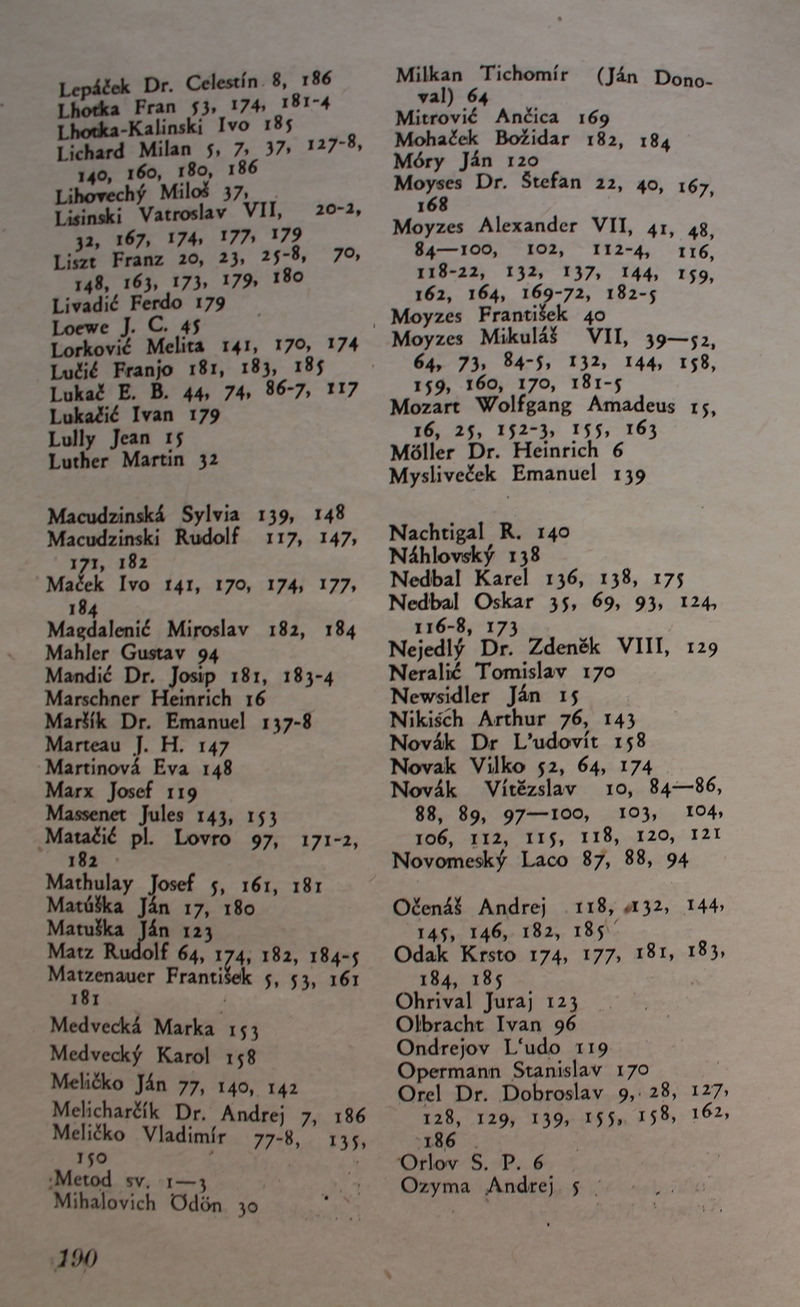 Lepáček Dr. Celestín 8, 186
Lhotka Fran 53, 174, 181-4
Lhotka-Kalinski Ivo 185
Lichard Milan 5, 7, 37, 127-8,
140, 160, 180, 186
Lihovechý Miloš 37,
Lisinski Vatroslav VII, 20-2,
32, 167, 174, 177, 179
Liszt Franz 20, 23, 25-8, 70,
148, 163, 173, 179, 180
Livadić Ferdo 179
Loewe J. C. 45
Lorković Melita 141, 170, 174
Lučić Franjo 181, 183, 185
Lukač E. B. 44, 74, 86-7, 117
Lukačić Ivan 179
Lully Jean 15
Luther Martin 32
Macudzinská Sylvia 139, 148
Macudzinski Rudolf 117, 147,
171, 182
Maček Ivo 141, 170, 174, 177,
184
Magdalenić Miroslav 182, 184
Mahler Gustav 94
Mandić Dr. Josip 181, 183-4
Marschner Heinrich 16
Maršík Dr. Emanuel 137-8
Marteau J. H. 147
Martinová Eva 148
Marx Josef 119
Massenet Jules 143, 153
Matačić pl. Lovro 97, 171-2,
182
Mathulay Josef 5, 161, 181
Matúška Ján 17, 180
Matuška Ján 123
Matz Rudolf 64, 174, 182, 184-5
Matzenauer František 5, 53, 161
181
Medvecká Marka 153
Medvecký Karol 158
Meličko Ján 77, 140, 142
Melicharčík Dr. Andrej 7, 186
Meličko Vladimír 77-8, 135,
150
Metod sv. 1—3
Mihalovich Ödön 30
190
Milkan Tichomír (Ján Dono-
val) 64
Mitrović Ančica 169
Mohaček Božidar 182, 184
Móry Ján 120
Moyses Dr. Štefan 22, 40, 167,
168
Moyzes Alexander VII, 41, 48,
84—100, 102, 112-4, 116,
118-22, 132, 137, 144, 159,
162, 164, 169-72, 182-5
Moyzes František 40
Moyzes Mikuláš VII, 39—52,
64, 73, 84-5, 132, 144, 158,
159, 160, 170, 181-5
Mozart Wolfgang Amadeus 15,
16, 25, 152-3, 155, 163
Möller Dr. Heinrich 6
Mysliveček Emanuel 139
Nachtigal R. 140
Náhlovský 138
Nedbal Karel 136, 138, 175
Nedbal Oskar 35, 69, 93, 124,
116-8, 173
Nejedlý Dr. Zdeněk VIII, 129
Neralić Tomislav 170
Newsidler Ján 15
Nikisch Arthur 76, 143
Novák Dr L'udovít 158
Novak Vilko 52, 64, 174
Novák Vítězslav 10, 84—86,
88, 89, 97—100, 103, 104,
106, 112, 115, 118, 120, 121
Novomeský Laco 87, 88, 94
Očenáš Andrej 118, 132, 144,
145, 146, 182, 185
Odak Krsto 174, 177, 181, 183,
184, 185
Ohrival Juraj 123
Olbracht Ivan 96
Ondrejov L‘udo 119
Opermann Stanislav 170
Orel Dr. Dobroslav 9, 28, 127,
128, 129, 139, 155, 158, 162,
186
Orlov S. P. 6
Ozyma Andrej 5